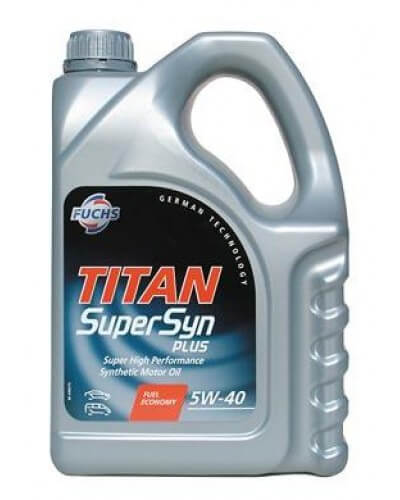 FUCHS
GERMAN TECHNOLOGY
TITAN
SuperSyn
PLUS
Super High Performance
Synthetic Motor Oil
FUEL
ECONOMY
5W-40